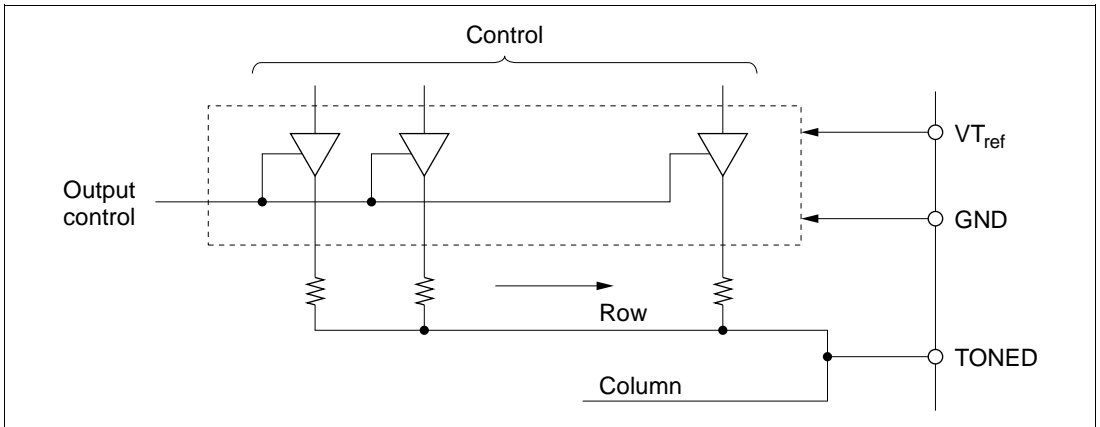 Control
VTref
Output
control
GND
Row
TONED
Column